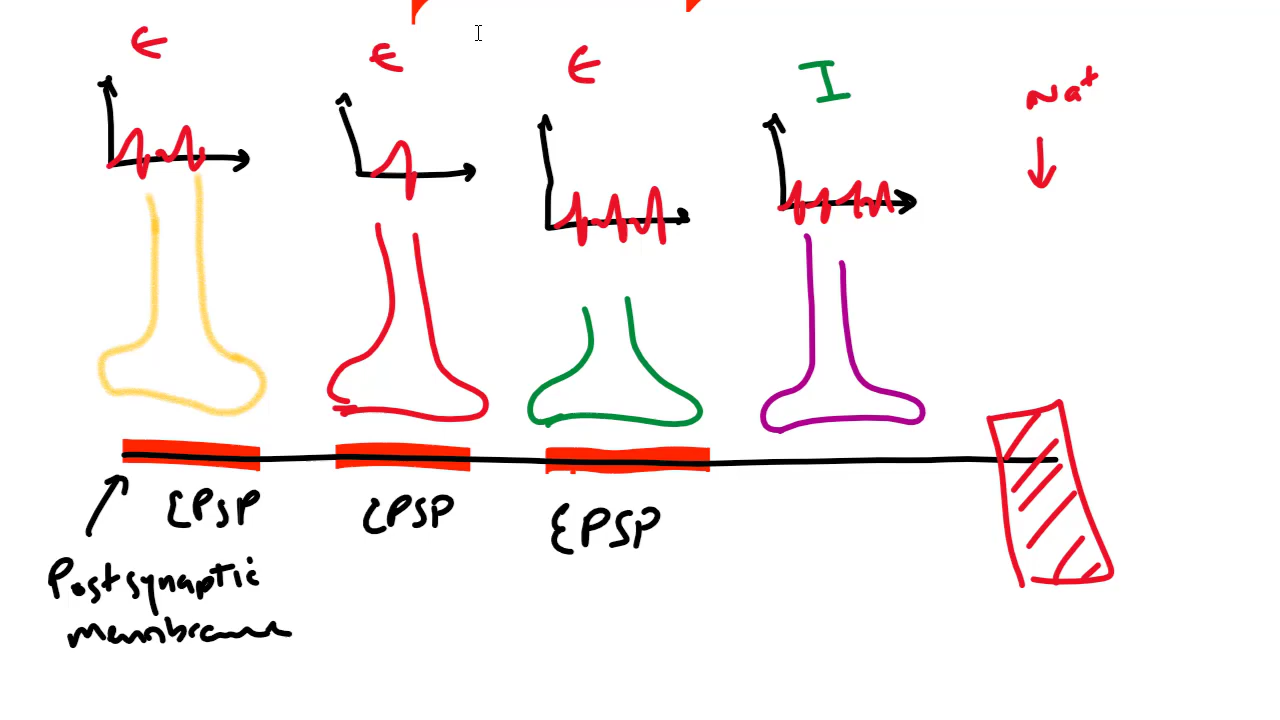 E
E
E
I
Na+
EPSP
EPSP
EPSP
Postsynaptic
membrane